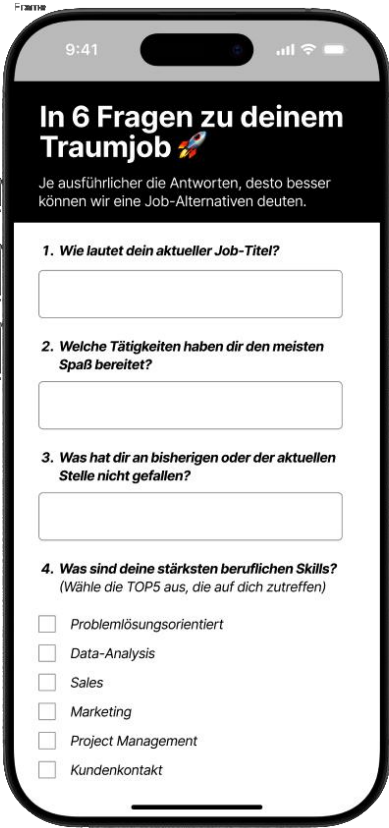 Frame
9:41
In 6 Fragen zu deinem
Traumjob 🚀
Je ausführlicher die Antworten, desto besser
können wir eine Job-Alternativen deuten.
1. Wie lautet dein aktueller Job-Titel?
2. Welche Tätigkeiten haben dir den meisten
Spaß bereitet?
3. Was hat dir an bisherigen oder der aktuellen
Stelle nicht gefallen?
4. Was sind deine stärksten beruflichen Skills?
(Wähle die TOP5 aus, die auf dich zutreffen)
Problemlösungsorientiert
Data-Analysis
Sales
Marketing
Project Management
Kundenkontakt